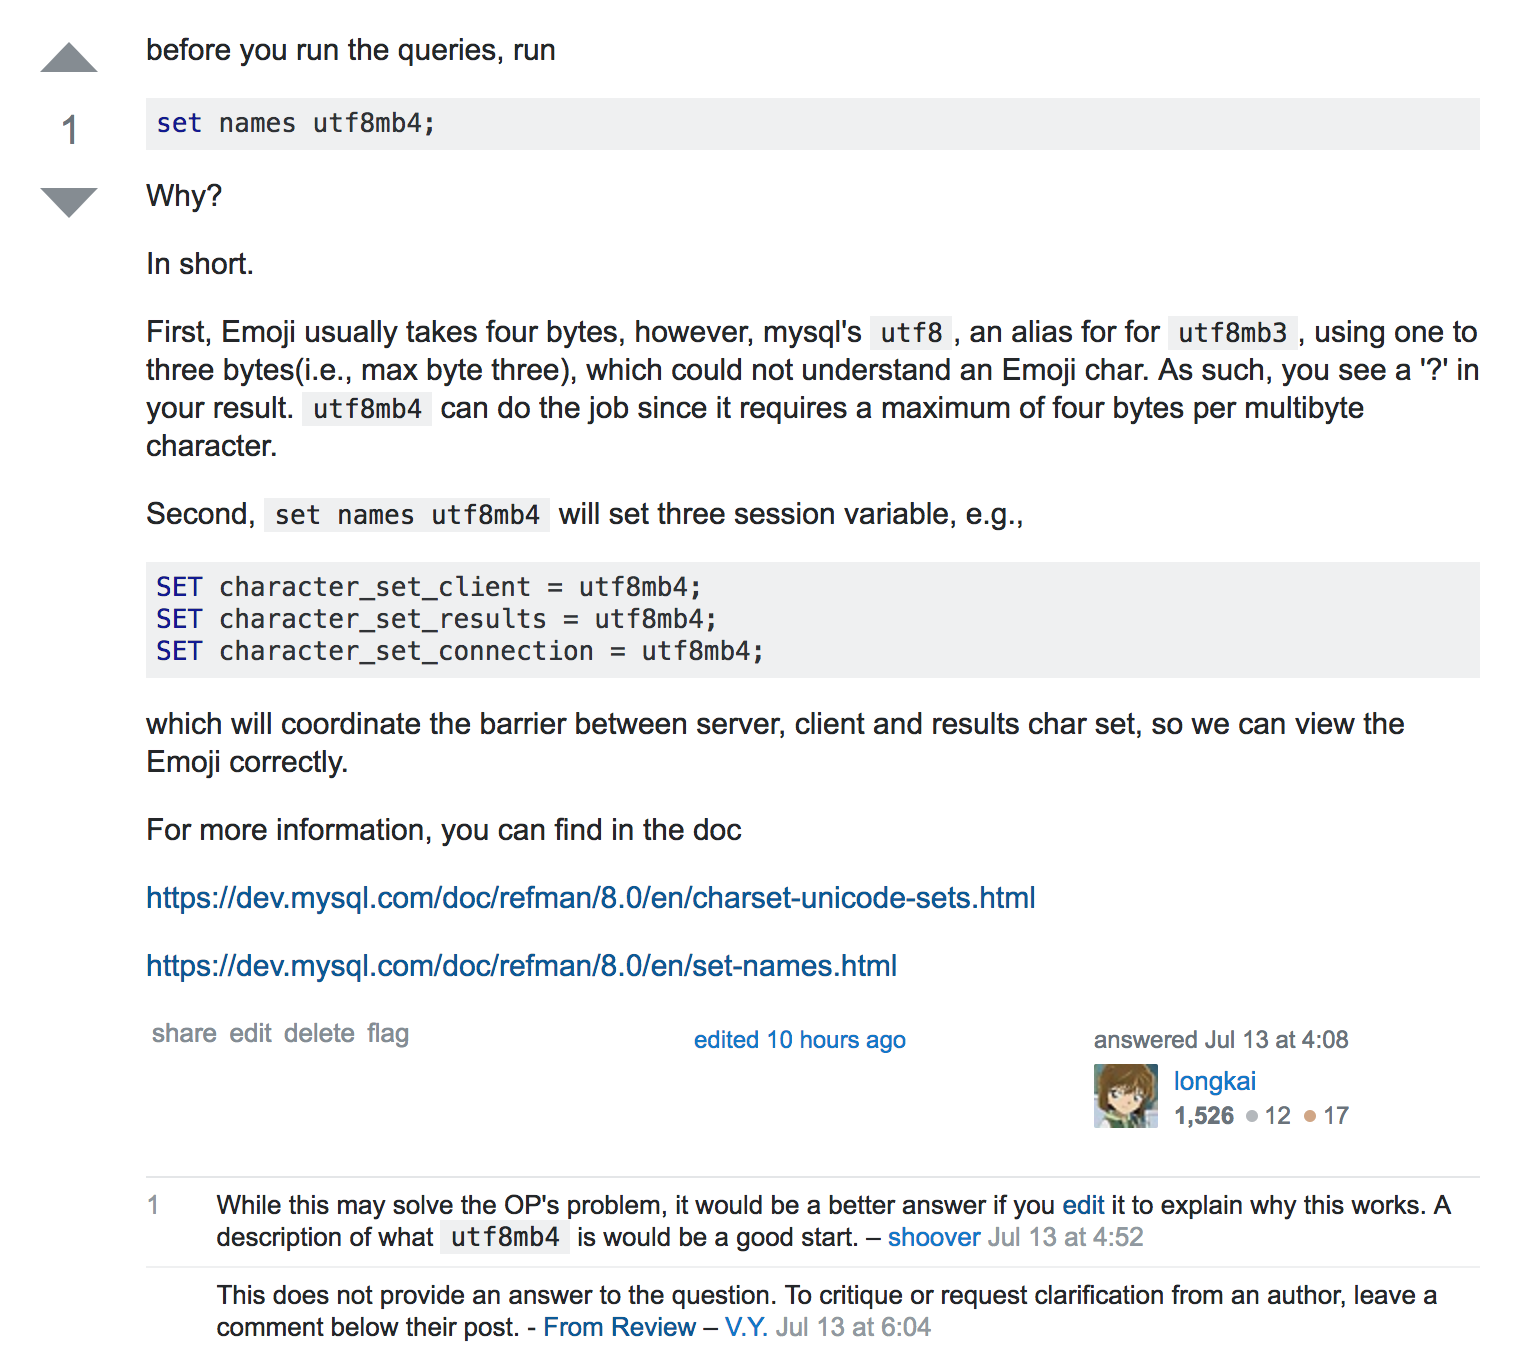 before you run the queries, run
1
set names utf8mb4;
Why?
In short.
First, Emoji usually takes four bytes, however, mysql's utf8 , an alias for for utf8mb3 , using one to
three bytes(i.e., max byte three), which could not understand an Emoji char. As such, you see a '?' in
your result. utf8mb4 can do the job since it requires a maximum of four bytes per multibyte
character.
Second, set names utf8mb4 will set three session variable, e.g.,
SET character_set_client = utf8mb4;
SET character_set_results = utf8mb4;
SET character_set_connection = utf8mb4;
which will coordinate the barrier between server, client and results char set, so we can view the
Emoji correctly.
For more information, you can find in the doc
https://dev.mysql.com/doc/refman/8.0/en/charset-unicode-sets.html
https://dev.mysql.com/doc/refman/8.0/en/set-names.html
share edit delete flag
edited 10 hours ago
answered Jul 13 at 4:08
longkai
1,526 ● 12 ● 17
1
While this may solve the OP's problem, it would be a better answer if you edit it to explain why this works. A
description of what utf8mb4 is would be a good start. – shoover Jul 13 at 4:52
This does not provide an answer to the question. To critique or request clarification from an author, leave a
comment below their post. - From Review – V.Y. Jul 13 at 6:04